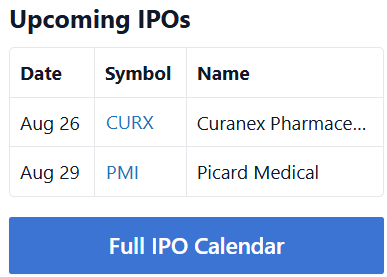 Upcoming IPOs
Date Symbol Name
Aug 26 CURX Curanex Pharmace...
Aug 29 PMI Picard Medical
Full IPO Calendar